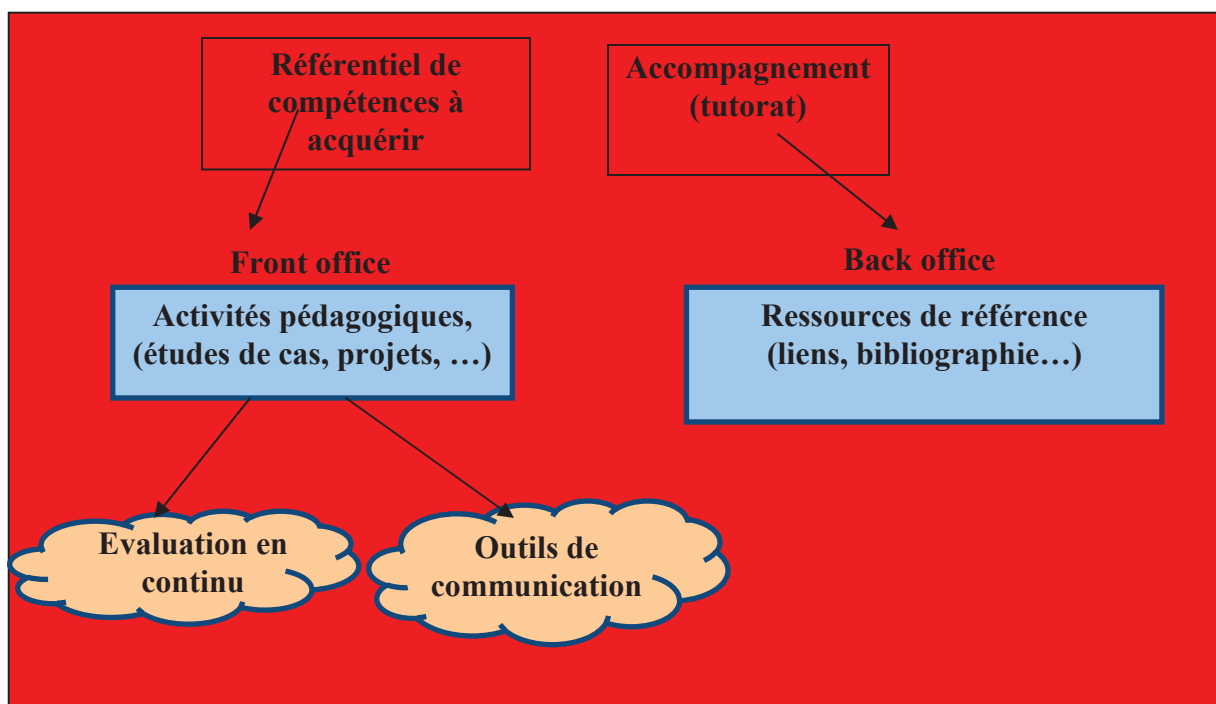 Référentiel de
compétences à
acquérir
Accompagnement
(tutorat)
Front office
Back office
Activités pédagogiques,
(études de cas, projets, …)
Ressources de référence
(liens, bibliographie…)
Evaluation en
continu
Outils de
communication